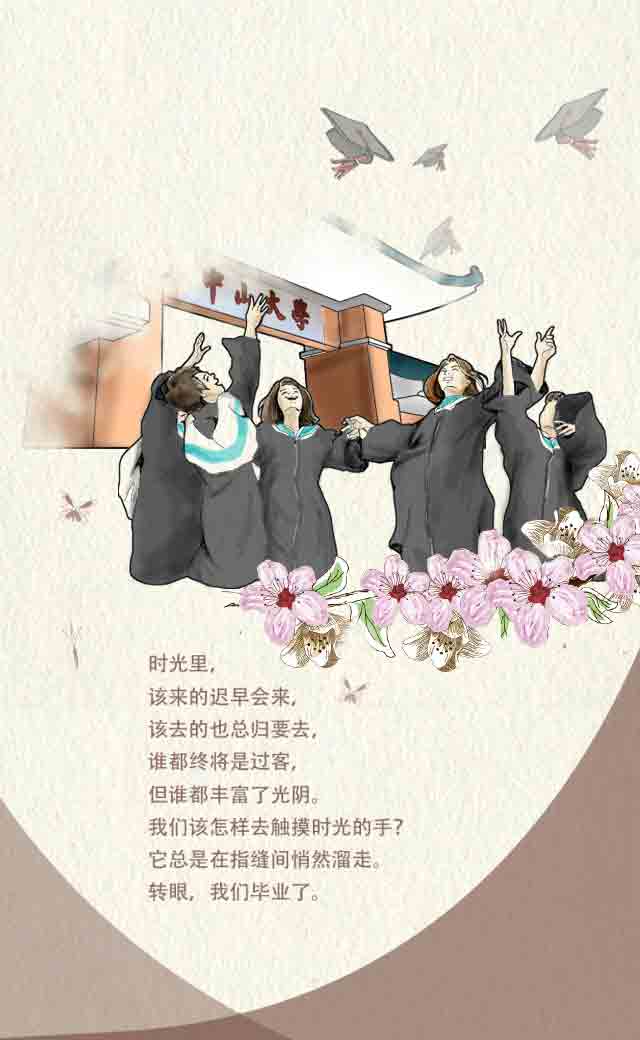 中山大學
时光里，
该来的迟早会来，
该去的也总归要去，
谁都终将是过客，
但谁都丰富了光阴。
我们该怎样去触摸时光的手？
它总是在指缝间悄然溜走。
转眼，我们毕业了。